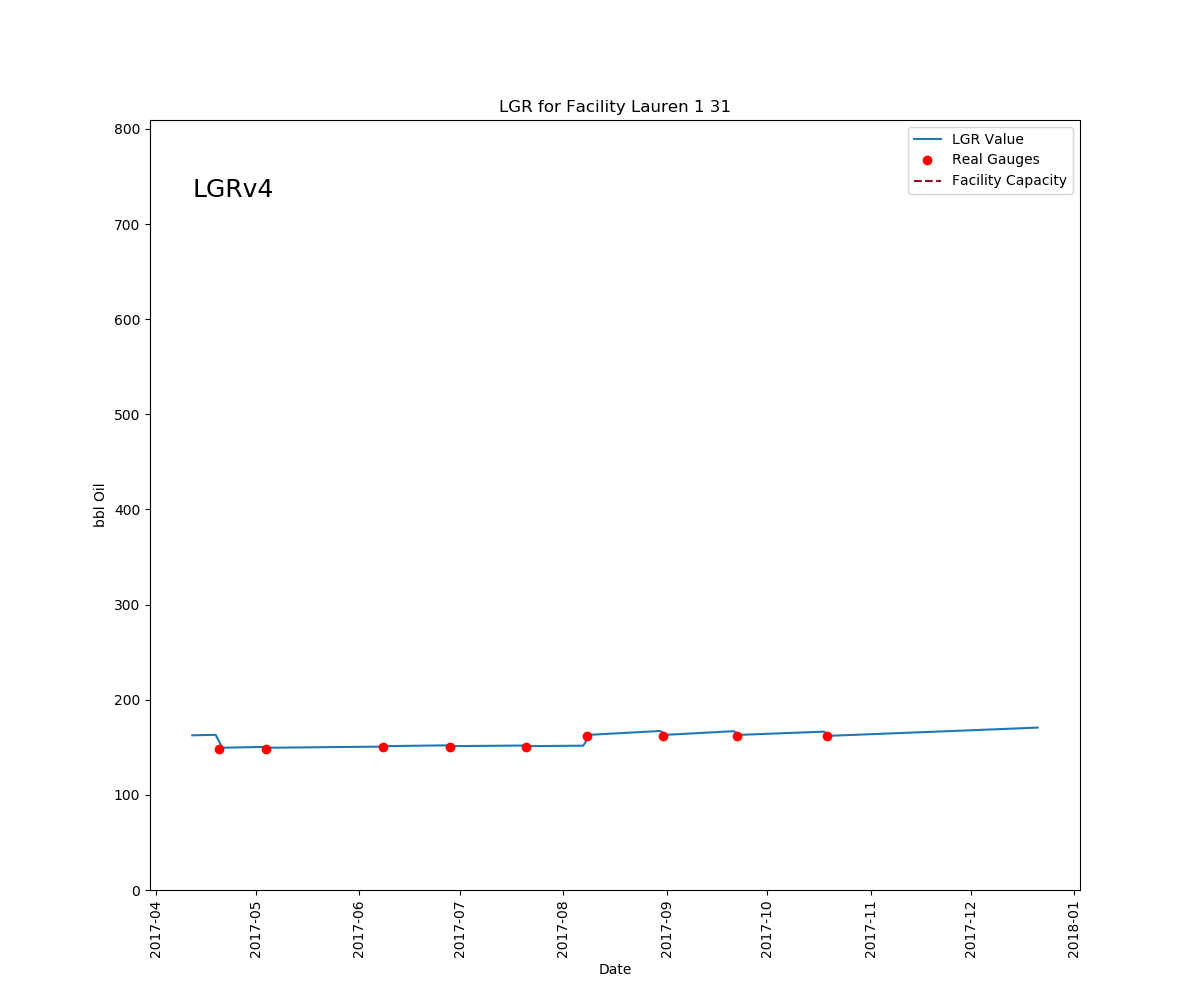 LGR for Facility Lauren 1 31
LGRv4
LGR Value
Real Gauges
Facility Capacity
bbl Oil
800
700
600
500
400
300
200
100
0
2017-04
2017-05
2017-06
2017-07
2017-08
2017-09
2017-10
2017-11
2017-12
2018-01
Date